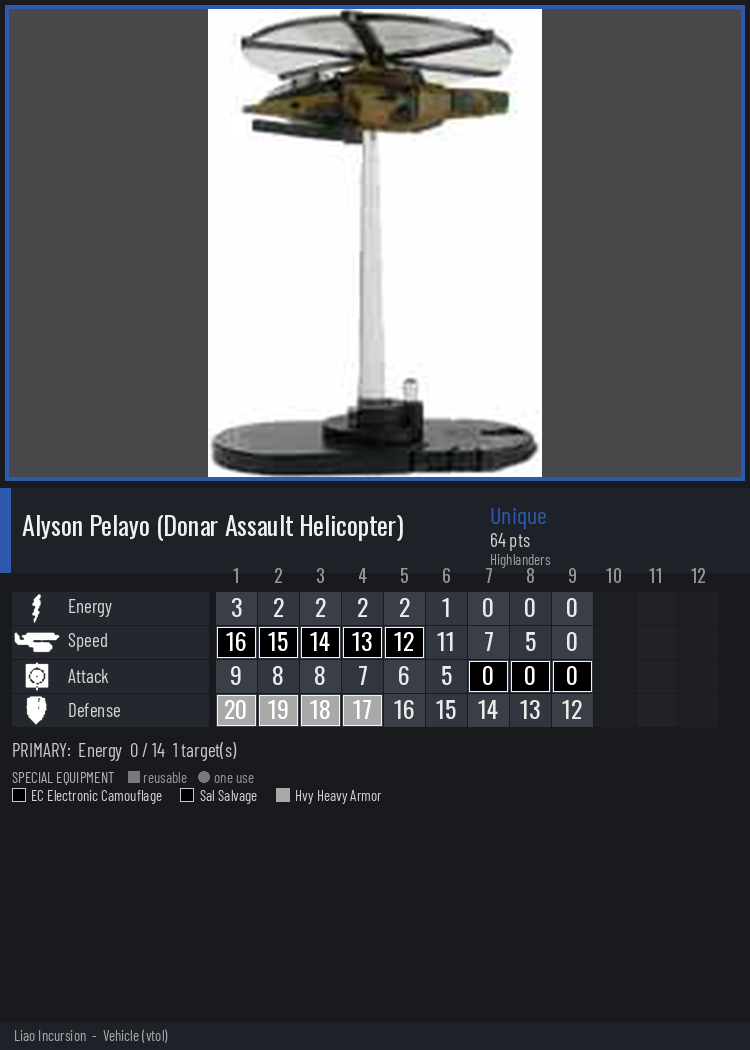 Alyson Pelayo (Donar Assault Helicopter)
Unique
64 pts
Highlanders
1 2 3 4 5 6 7 8 9 10 11 12
Energy 3 2 2 2 2 1 0 0 0
Speed 16 15 14 13 12 11 7 5 0
Attack 9 8 8 7 6 5 0 0 0
Defense 20 19 18 17 16 15 14 13 12
PRIMARY: Energy 0 / 14 1 target(s)
SPECIAL EQUIPMENT reusable one use
EC Electronic Camouflage Sal Salvage Hvy Heavy Armor
Liao Incursion - Vehicle (vtol)